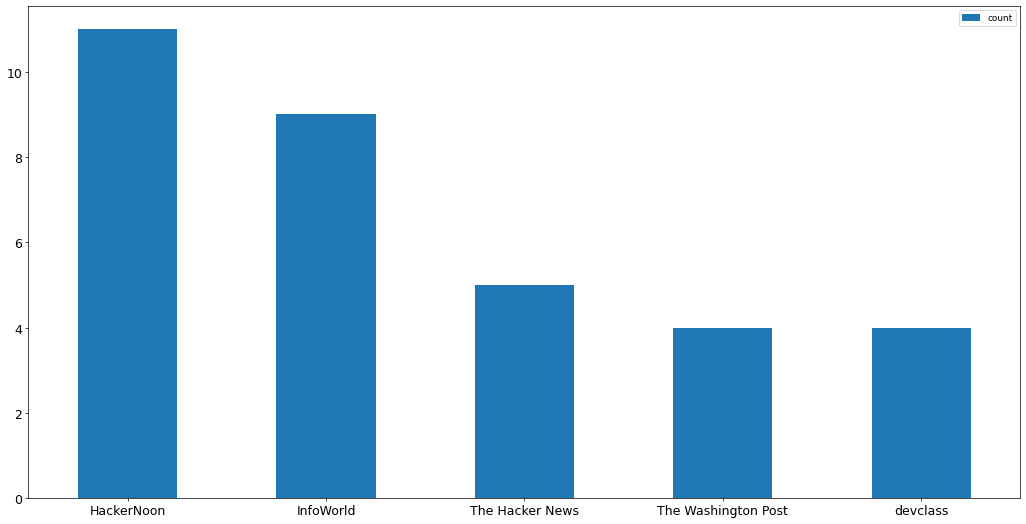 count
10
8
6
4
2
0
HackerNoon
InfoWorld
The Hacker News
The Washington Post
devclass